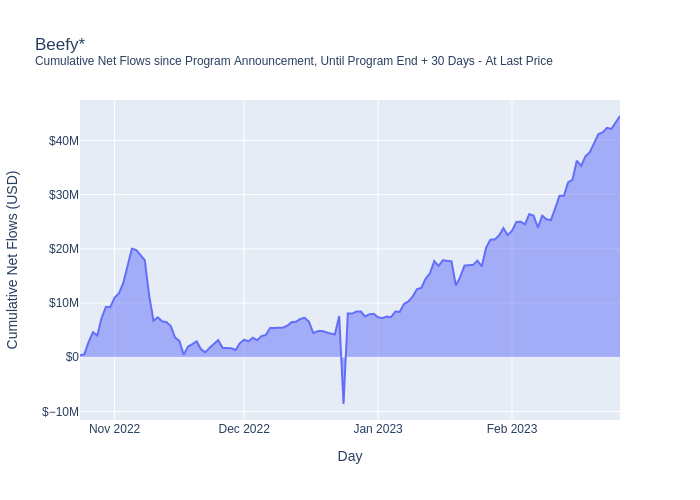 Beefy*
Cumulative Net Flows since Program Announcement, Until Program End + 30 Days - At Last Price
Cumulative Net Flows (USD)
$40M
$30M
$20M
$10M
$0
$−10M
Nov 2022
Dec 2022
Jan 2023
Feb 2023
Day